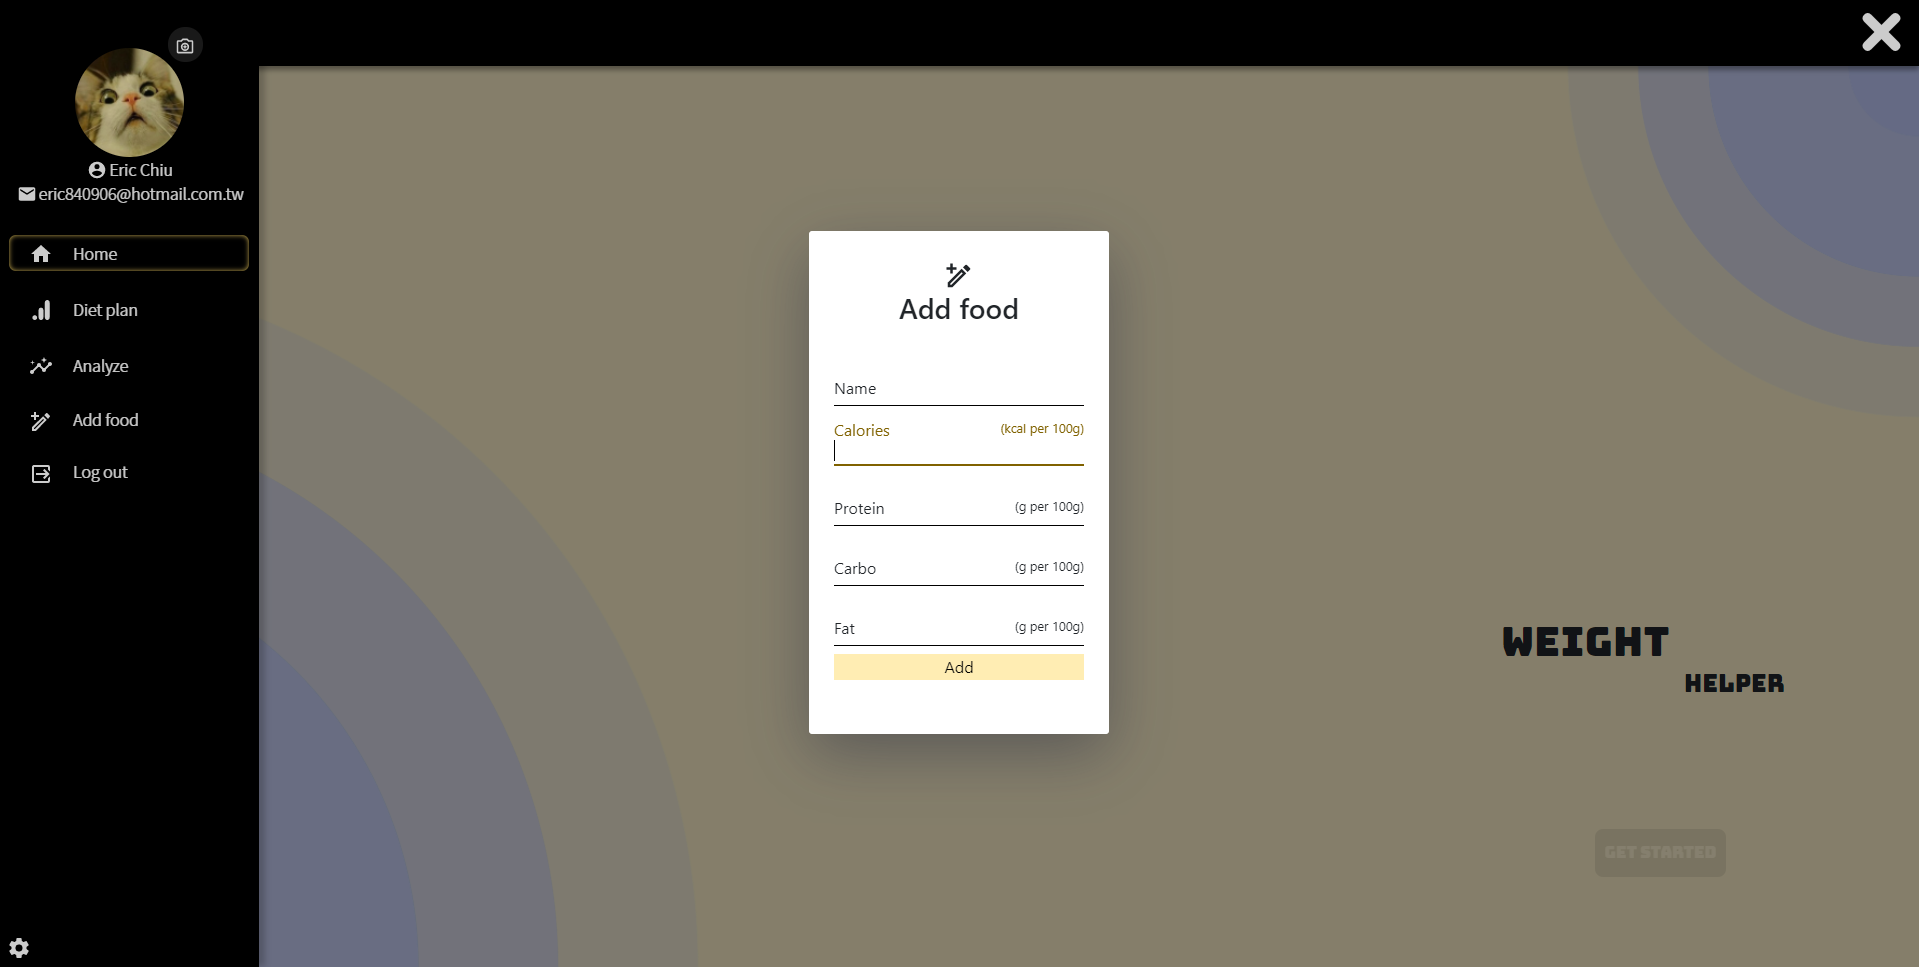 Eric Chiu
eric840906@hotmail.com.tw
Home
Diet plan
Analyze
Add food
Log out
Add food
Name
Calories (kcal per 100g)
Protein (g per 100g)
Carbo (g per 100g)
Fat (g per 100g)
Add
WEIGHT
HELPER
GET STARTED